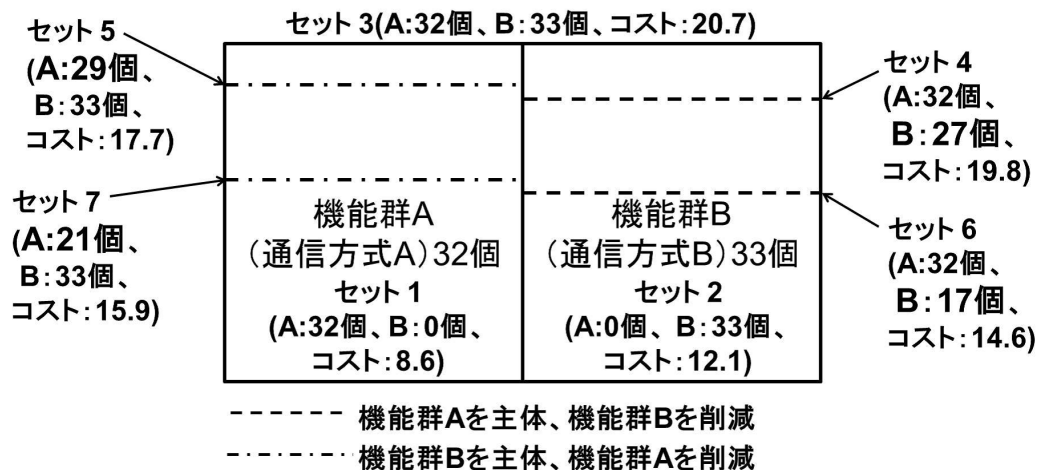 セット 3(A:32個、B:33個、コスト:20.7)
セット 5
(A:29個、
B:33個、
コスト:17.7)
セット 7
(A:21個、
B:33個、
コスト:15.9)
機能群A
(通信方式A)32個
セット 1
(A:32個、B:0個、
コスト:8.6)
機能群B
(通信方式B)33個
セット 2
(A:0個、B:33個、
コスト:12.1)
セット 4
(A:32個、
B:27個、
コスト:19.8)
セット 6
(A:32個、
B:17個、
コスト:14.6)
機能群Aを主体、機能群Bを削減
機能群Bを主体、機能群Aを削減